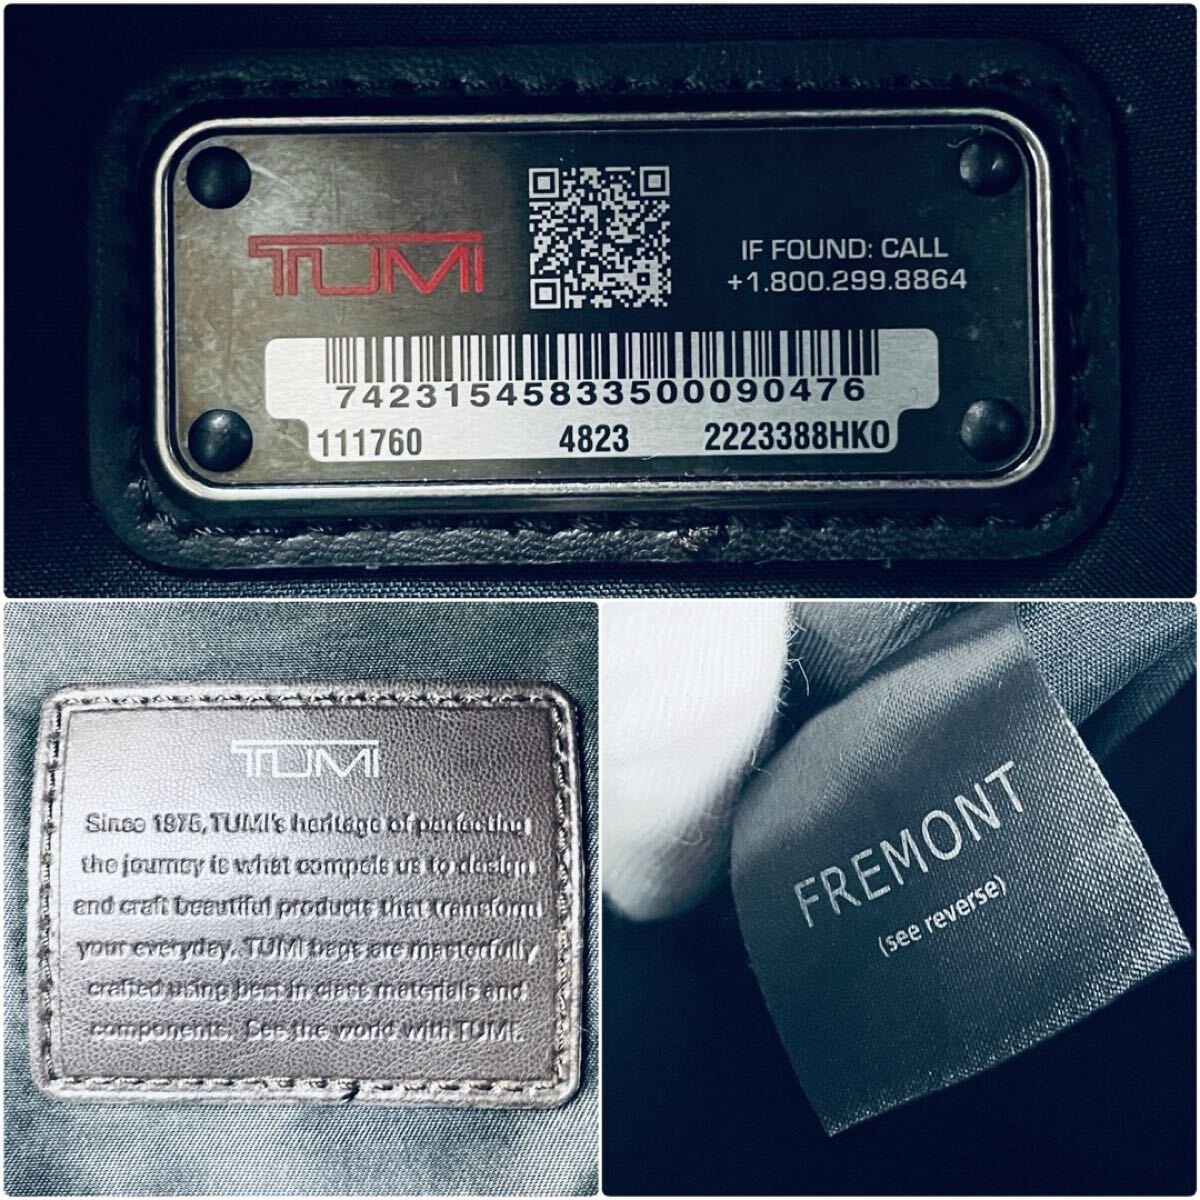 TUMI
IF FOUND: CALL
+1.800.299.8864
74231545833500090476
111760 4823 2223388HKO
TUMI
Since 1975, TUMI's heritage of perfecting
the journey is what compels us to design
and craft beautiful products that transform
your everyday. TUMI bags are masterfully
crafted using best in class materials and
components. See the world with TUMI.
FREMONT
(see reverse)